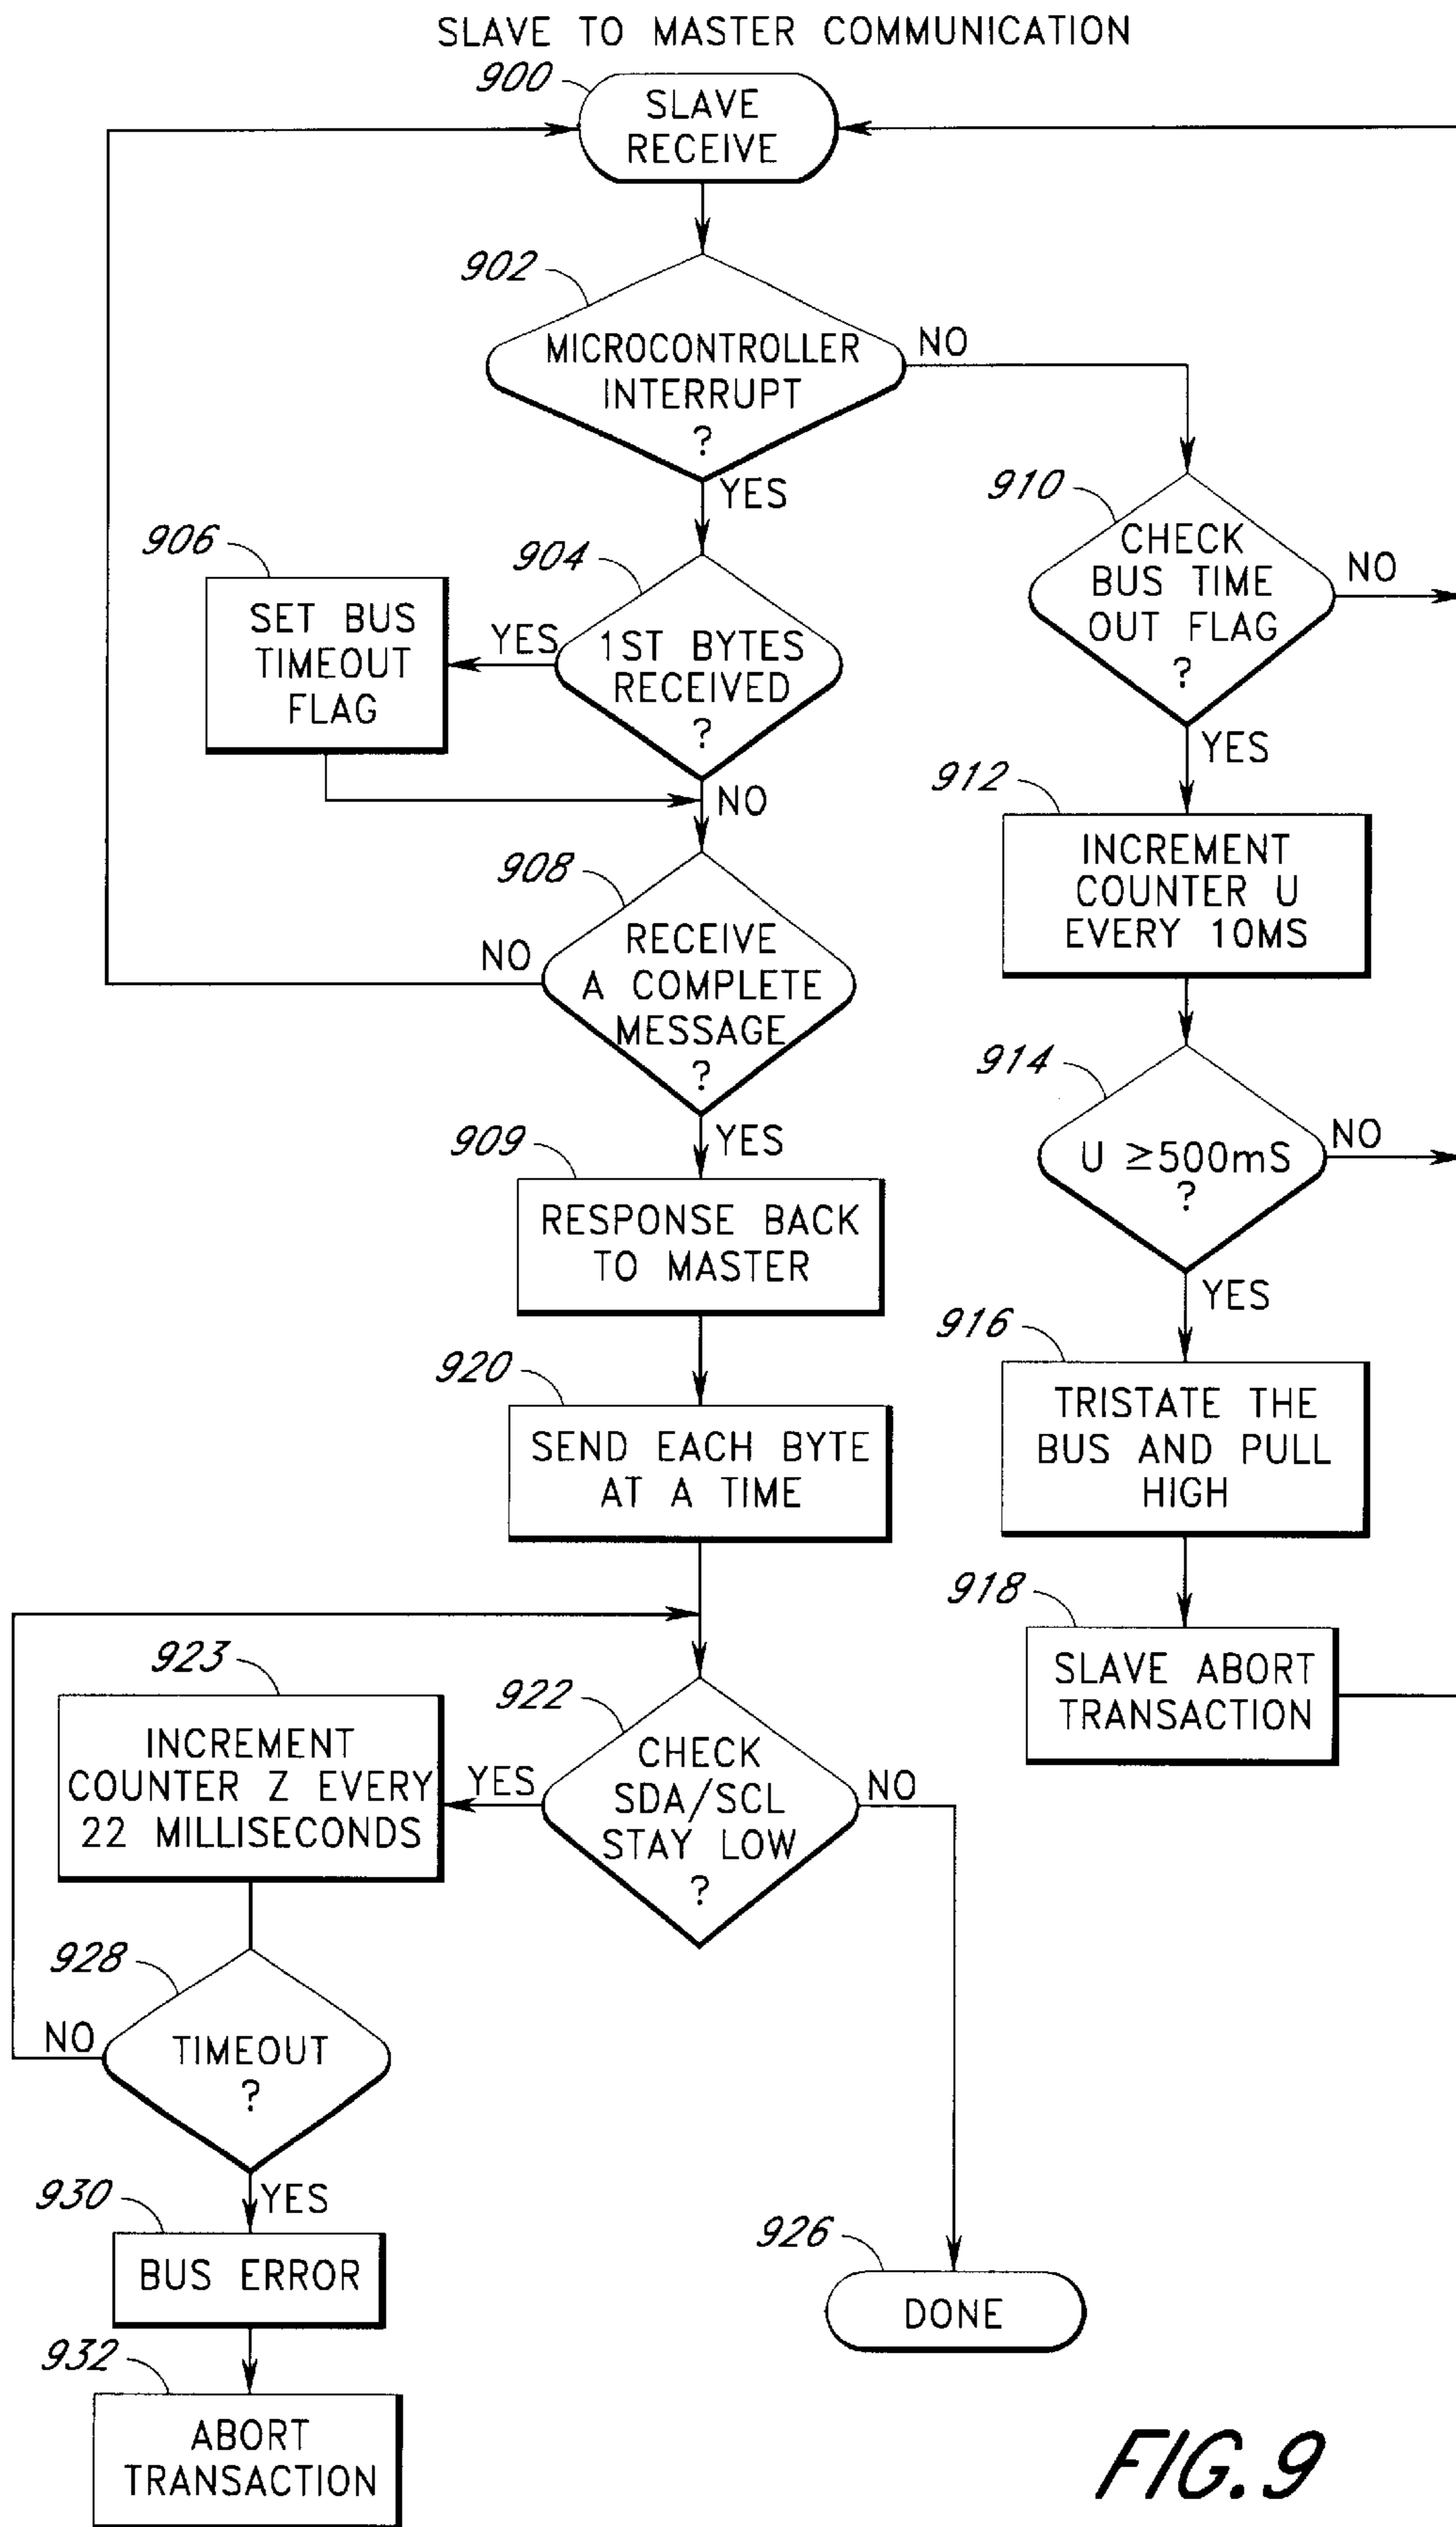 SLAVE TO MASTER COMMUNICATION
900
SLAVE
RECEIVE
902
MICROCONTROLLER
INTERRUPT
?
NO
YES
910
CHECK
BUS TIME
OUT FLAG
?
NO
YES
906
SET BUS
TIMEOUT
FLAG
904
YES
1ST BYTES
RECEIVED
?
NO
912
INCREMENT
COUNTER U
EVERY 10MS
908
RECEIVE
A COMPLETE
MESSAGE
?
NO
YES
914
U ≥500mS
?
NO
YES
909
RESPONSE BACK
TO MASTER
916
TRISTATE THE
BUS AND PULL
HIGH
920
SEND EACH BYTE
AT A TIME
918
SLAVE ABORT
TRANSACTION
923
INCREMENT
COUNTER Z EVERY
22 MILLISECONDS
922
YES
CHECK
SDA/SCL
STAY LOW
?
NO
928
NO
TIMEOUT
?
YES
930
BUS ERROR
926
DONE
932
ABORT
TRANSACTION
FIG. 9